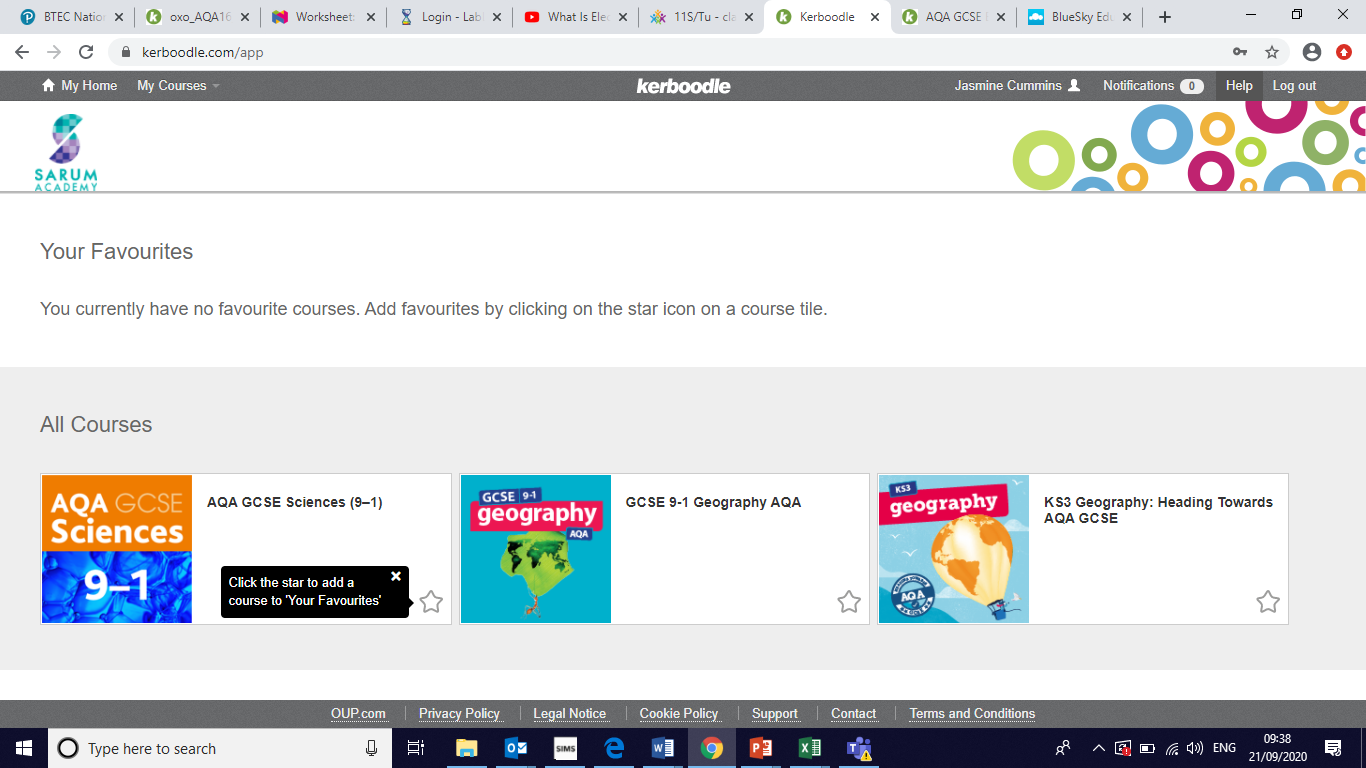 BTEC Nation
oxo_AQA16
Worksheets
Login - Lab
What Is Elec
11S/Tu - cla
Kerboodle
AQA GCSE
BlueSky Edu
kerboodle.com/app
My Home My Courses kerboodle Jasmine Cummins Notifications 0 Help Log out
SARUM
ACADEMY
Your Favourites
You currently have no favourite courses. Add favourites by clicking on the star icon on a course tile.
All Courses
AQA GCSE
Sciences
9–1
AQA GCSE Sciences (9–1)
Click the star to add a
course to 'Your Favourites'
GCSE 9-1
geography
AQA
GCSE 9-1 Geography AQA
KS3
geography
AQA
KS3 Geography: Heading Towards
AQA GCSE
OUP.com Privacy Policy Legal Notice Cookie Policy Support Contact Terms and Conditions
Type here to search
SIMS
ENG
09:38
21/09/2020